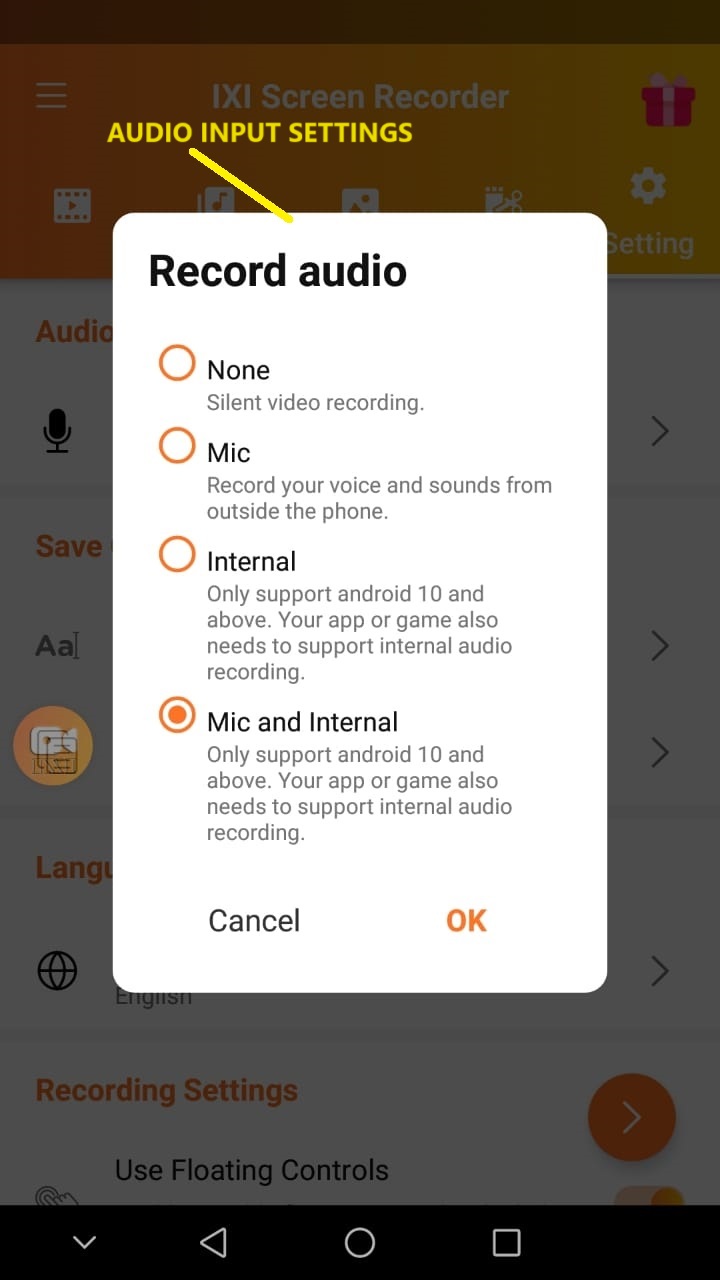 IXI Screen Recorder
AUDIO INPUT SETTINGS
Setting
Record audio
Audio
None
Silent video recording.
Mic
Record your voice and sounds from
outside the phone.
Save
Internal
Only support android 10 and
above. Your app or game also
needs to support internal audio
recording.
Aa
Mic and Internal
Only support android 10 and
above. Your app or game also
needs to support internal audio
recording.
Langu
Cancel OK
English
Recording Settings
Use Floating Controls